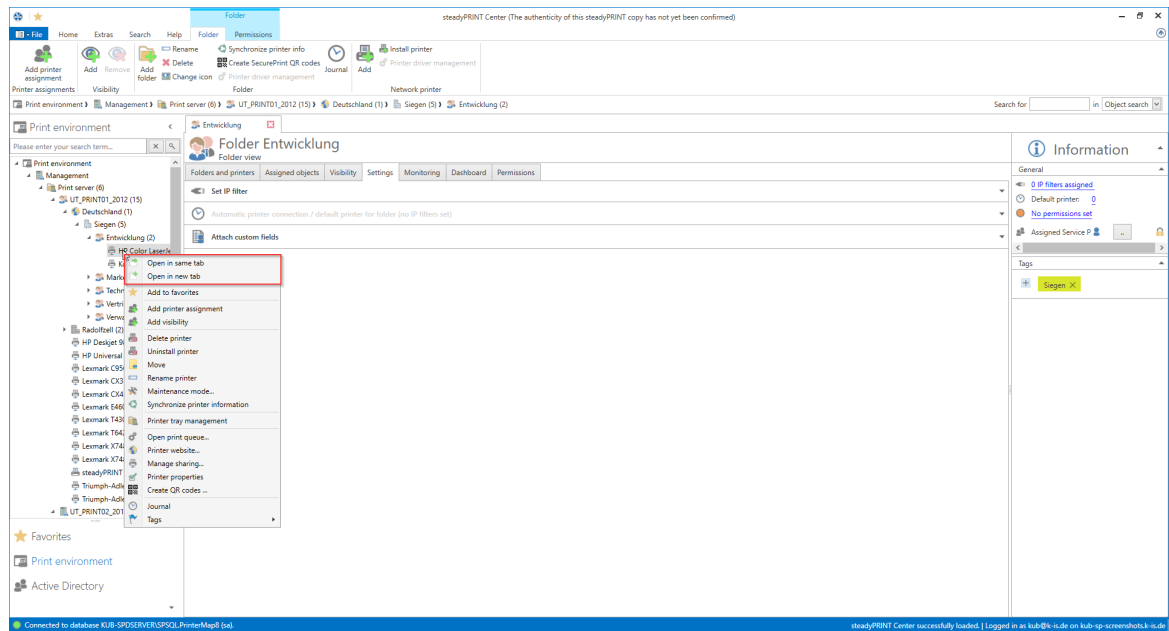 Folder
steadyPRINT Center (The authenticity of this steadyPRINT copy has not yet been confirmed)
File Home Extras Search Help Folder Permissions
Add printer assignment
Add
Remove
Add folder
Rename
Delete
Change icon
Synchronize printer info
Create SecurePrint QR codes
Printer driver management
Journal
Add
Install printer
Printer driver management
Printer assignments Visibility Folder Network printer
Print environment Management Print server (6) UT_PRINT01_2012 (15) Deutschland (1) Siegen (5) Entwicklung (2)
Search for in Object search
Print environment
Please enter your search term...
Print environment
Management
Print server (6)
UT_PRINT01_2012 (15)
Deutschland (1)
Siegen (5)
Entwicklung (2)
HP Color LaserJe
Radolfzell (2)
HP Universal
steadyPRINT
Favorites
Print environment
Active Directory
Open in same tab
Open in new tab
Add to favorites
Add printer assignment
Add visibility
Delete printer
Uninstall printer
Move
Rename printer
Maintenance mode...
Synchronize printer information
Printer tray management
Open print queue...
Printer website...
Manage sharing...
Printer properties
Create QR codes ...
Journal
Tags
Entwicklung
Folder Entwicklung
Folder view
Folders and printers Assigned objects Visibility Settings Monitoring Dashboard Permissions
Set IP filter
Automatic printer connection / default printer for folder (no IP filters set)
Attach custom fields
Information
General
0 IP filters assigned
Default printer: 0
No permissions set
Assigned Service P ..
Tags
Siegen
Connected to database KUB-SPDSERVER\SPSQL.PrinterMap8 (sa).
steadyPRINT Center successfully loaded. | Logged in as kub@k-is.de on kub-sp-screenshots.k-is.de